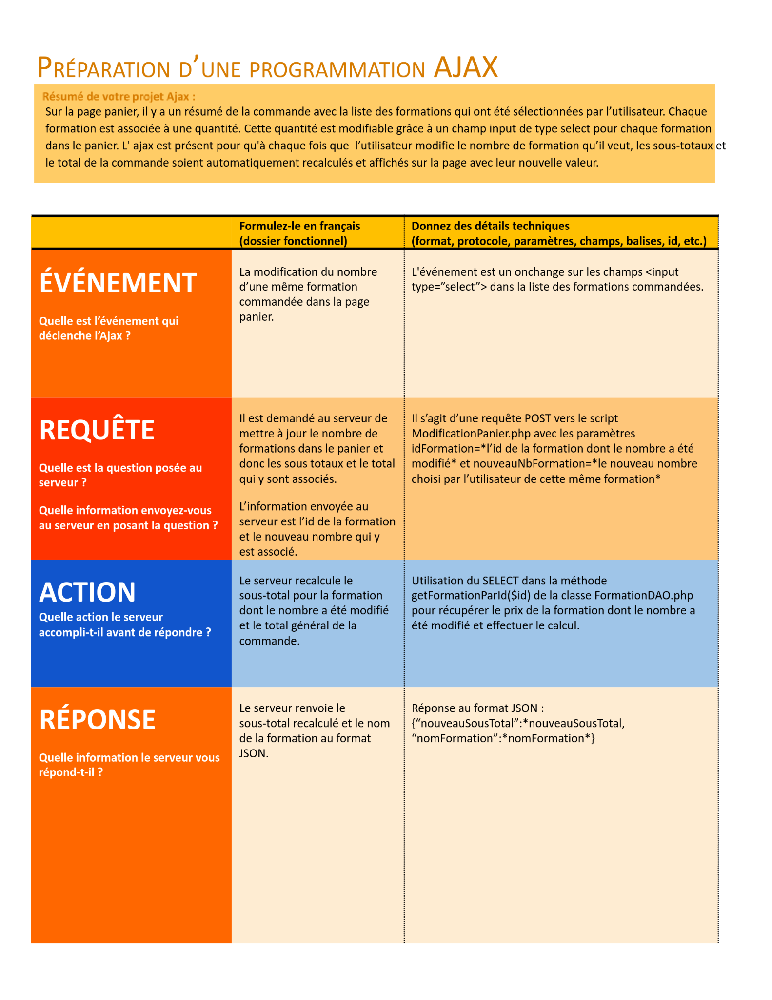 PRÉPARATION D’UNE PROGRAMMATION AJAX
Résumé de votre projet Ajax :
Sur la page panier, il y a un résumé de la commande avec la liste des formations qui ont été sélectionnées par l’utilisateur. Chaque
formation est associée à une quantité. Cette quantité est modifiable grâce à un champ input de type select pour chaque formation
dans le panier. L' ajax est présent pour qu'à chaque fois que  l’utilisateur modifie le nombre de formation qu’il veut, les sous-totaux et
le total de la commande soient automatiquement recalculés et affichés sur la page avec leur nouvelle valeur.
Formulez-le en français
(dossier fonctionnel)
Donnez des détails techniques
(format, protocole, paramètres, champs, balises, id, etc.)
ÉVÉNEMENT
Quelle est l’événement qui
déclenche l’Ajax ?
La modification du nombre
d’une même formation
commandée dans la page
panier.
L'événement est un onchange sur les champs <input
type=”select”> dans la liste des formations commandées.
REQUÊTE
Quelle est la question posée au
serveur ?
Quelle information envoyez-vous
au serveur en posant la question ?
Il est demandé au serveur de
mettre à jour le nombre de
formations dans le panier et
donc les sous totaux et le total
qui y sont associés.
L’information envoyée au
serveur est l’id de la formation
et le nouveau nombre qui y
est associé.
Il s’agit d’une requête POST vers le script
ModificationPanier.php avec les paramètres
idFormation=*l’id de la formation dont le nombre a été
modifié* et nouveauNbFormation=*le nouveau nombre
choisi par l’utilisateur de cette même formation*
ACTION
Quelle action le serveur
accompli-t-il avant de répondre ?
Le serveur recalcule le
sous-total pour la formation
dont le nombre a été modifié
et le total général de la
commande.
Utilisation du SELECT dans la méthode
getFormationParId($id) de la classe FormationDAO.php
pour récupérer le prix de la formation dont le nombre a
été modifié et effectuer le calcul.
RÉPONSE
Quelle information le serveur vous
répond-t-il ?
Le serveur renvoie le
sous-total recalculé et le nom
de la formation au format
JSON.
Réponse au format JSON :
{“nouveauSousTotal”:*nouveauSousTotal,
“nomFormation”:*nomFormation*}